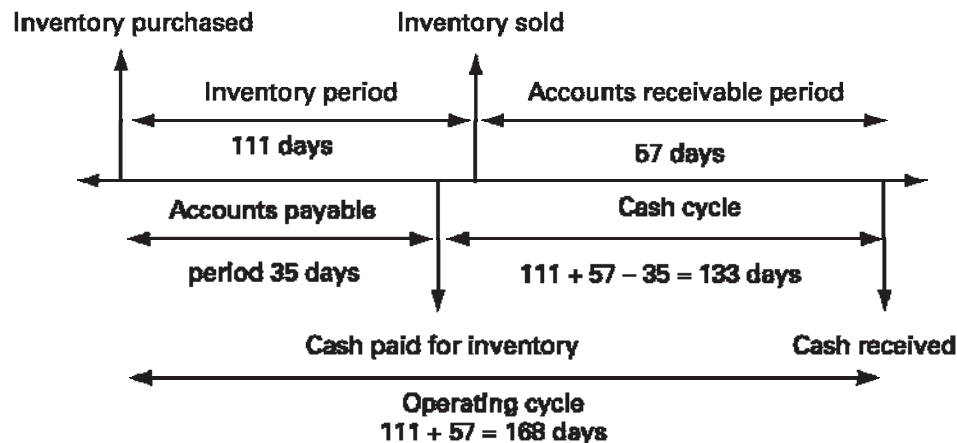 Inventory purchased
Inventory sold
Inventory period
Accounts receivable period
111 days
57 days
Accounts payable
Cash cycle
period 35 days
111 + 57 – 35 = 133 days
Cash paid for inventory
Cash received
Operating cycle
111 + 57 = 168 days